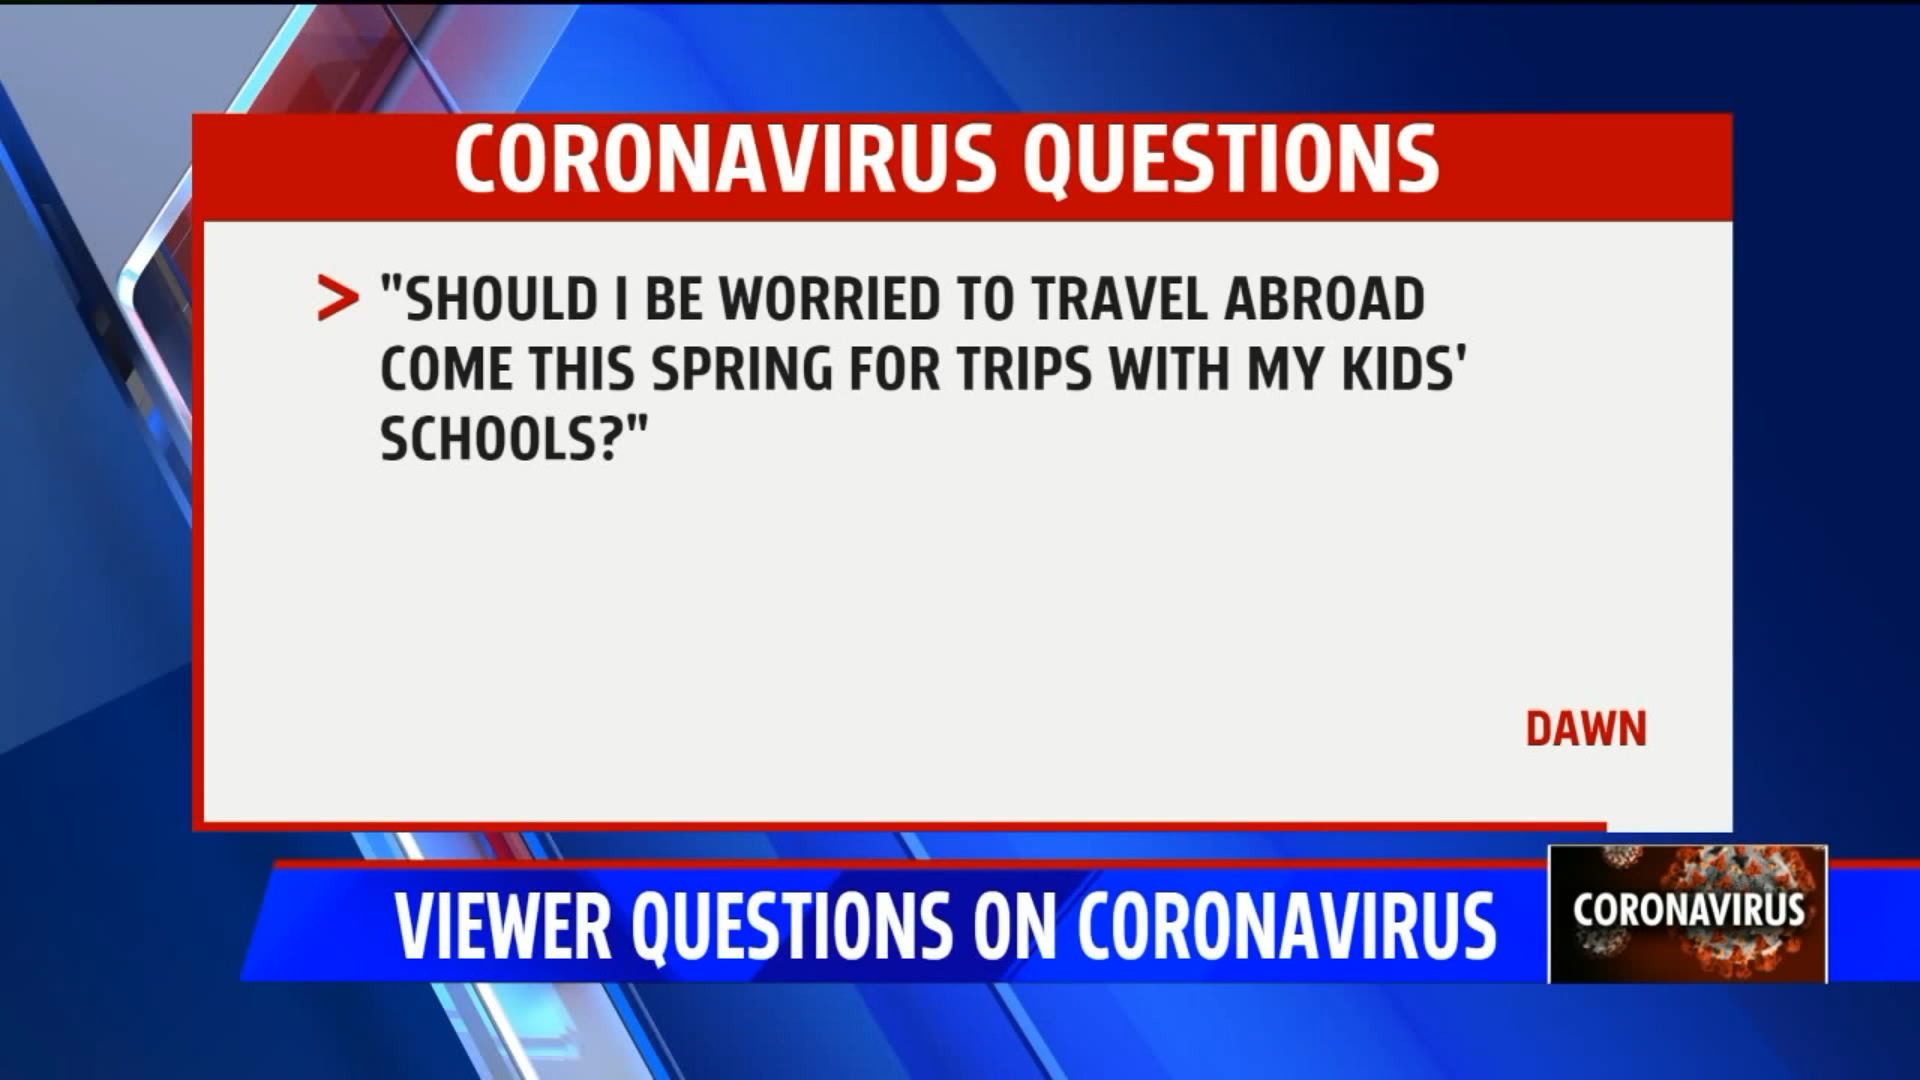 CORONAVIRUS QUESTIONS
> "SHOULD I BE WORRIED TO TRAVEL ABROAD
COME THIS SPRING FOR TRIPS WITH MY KIDS'
SCHOOLS?"
DAWN
VIEWER QUESTIONS ON CORONAVIRUS
CORONAVIRUS